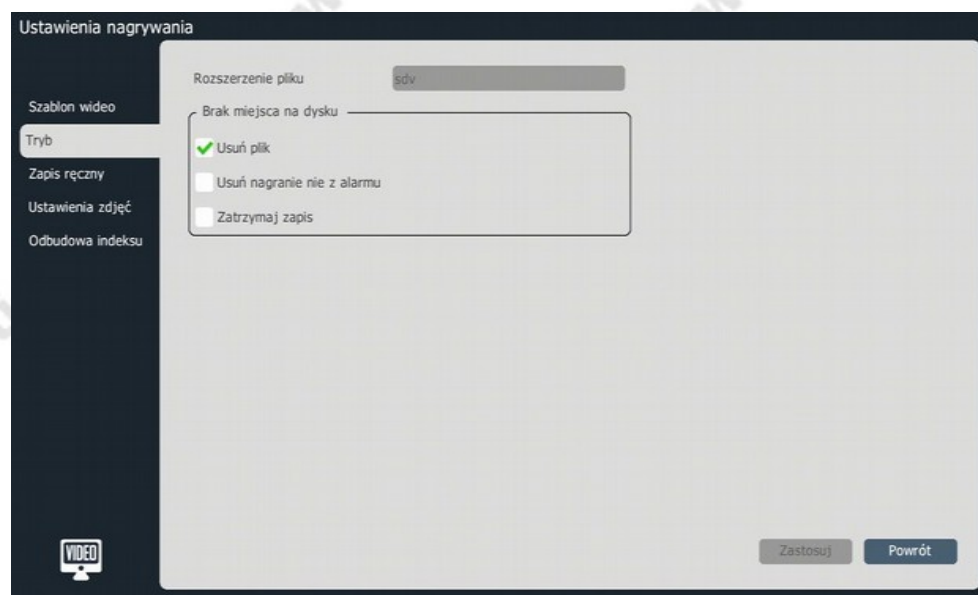 Ustawienia nagrywania
Rozszerzenie pliku sdv
Szablon wideo
Brak miejsca na dysku
Tryb
Usuń plik
Zapis ręczny
Usuń nagranie nie z alarmu
Ustawienia zdjęć
Zatrzymaj zapis
Odbudowa indeksu
VIDEO
Zastosuj Powrót